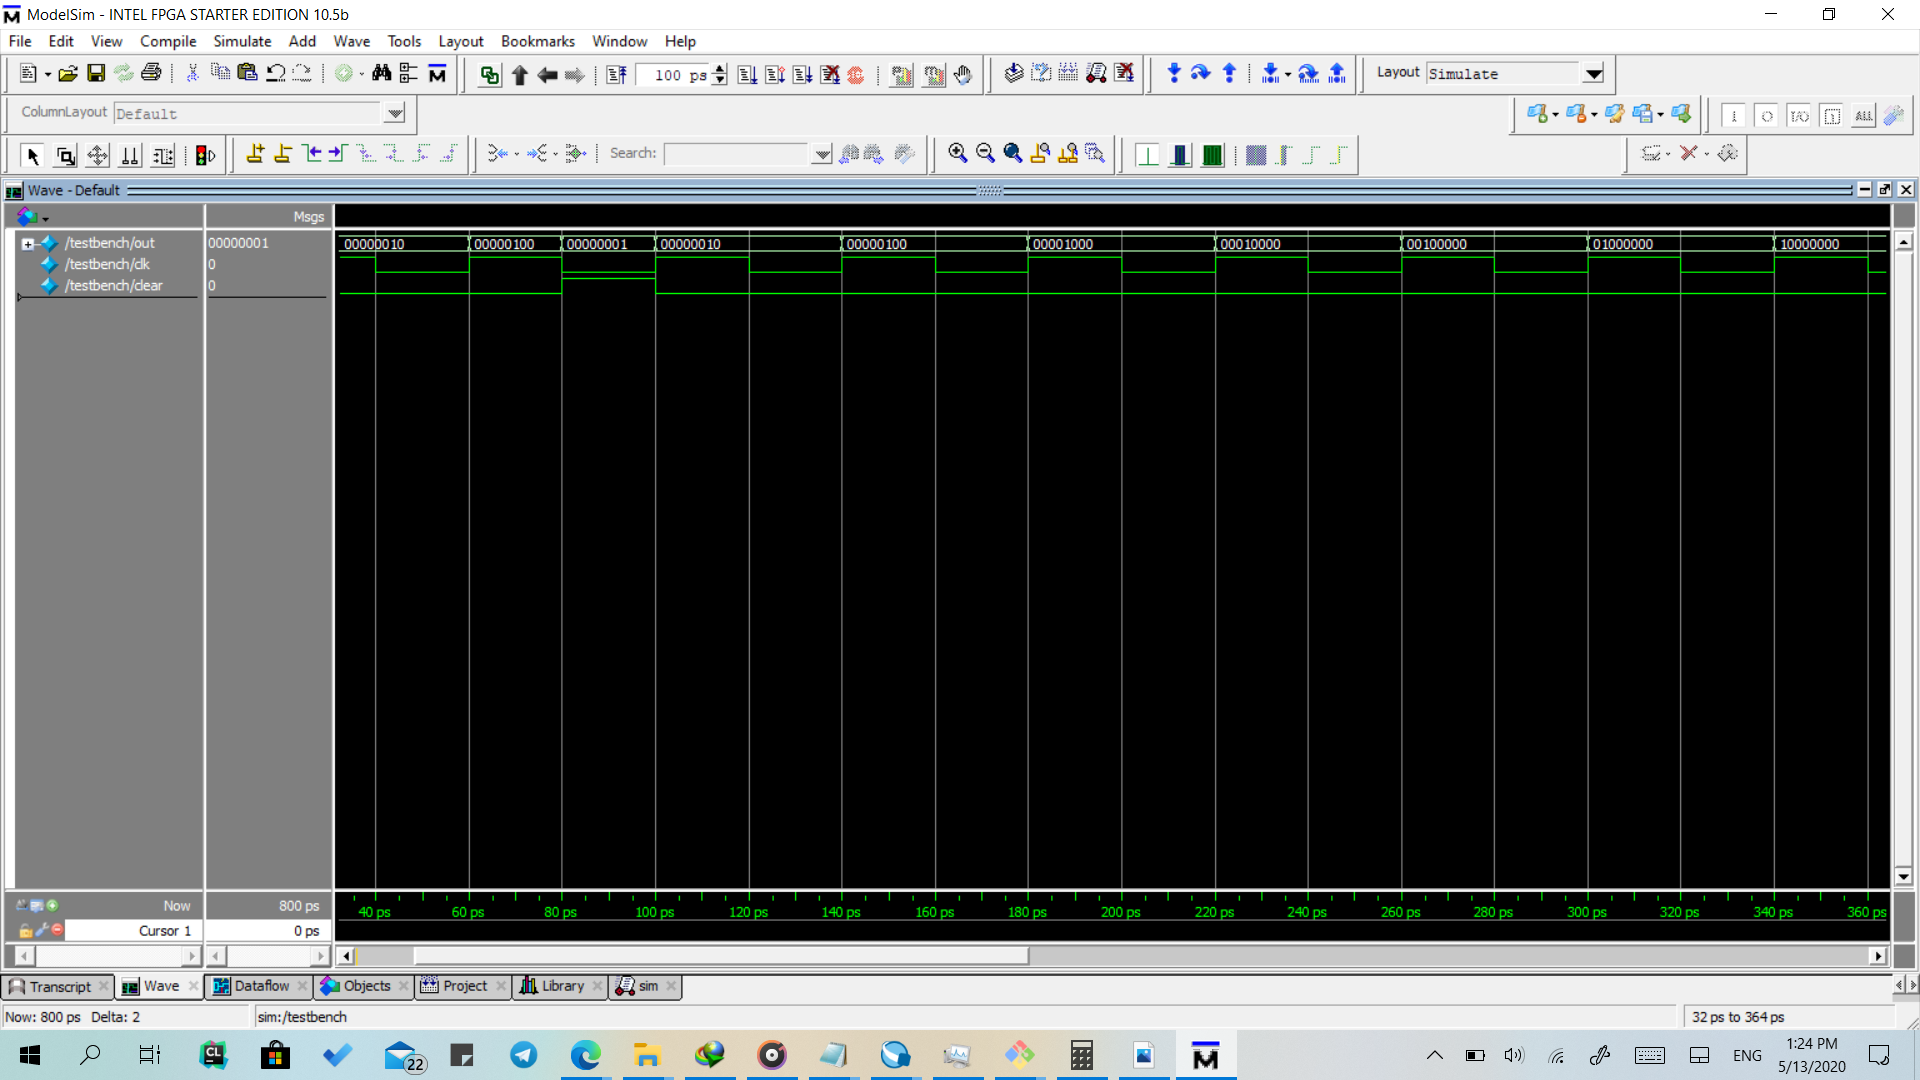 ModelSim - INTEL FPGA STARTER EDITION 10.5b
File Edit View Compile Simulate Add Wave Tools Layout Bookmarks Window Help
100 ps
Layout Simulate
ColumnLayout Default
I/O ALL
Search:
Wave - Default
Msgs
/testbench/out 00000001 00000010 00000100 00000001 00000010 00000100 00001000 00010000 00100000 01000000 10000000
/testbench/clk 0
/testbench/clear 0
Now 800 ps 40 ps 60 ps 80 ps 100 ps 120 ps 140 ps 160 ps 180 ps 200 ps 220 ps 240 ps 260 ps 280 ps 300 ps 320 ps 340 ps 360 ps
Cursor 1 0 ps
Transcript Wave Dataflow Objects Project Library sim
Now: 800 ps Delta: 2 sim:/testbench 32 ps to 364 ps
CL 22 M ENG 1:24 PM
5/13/2020